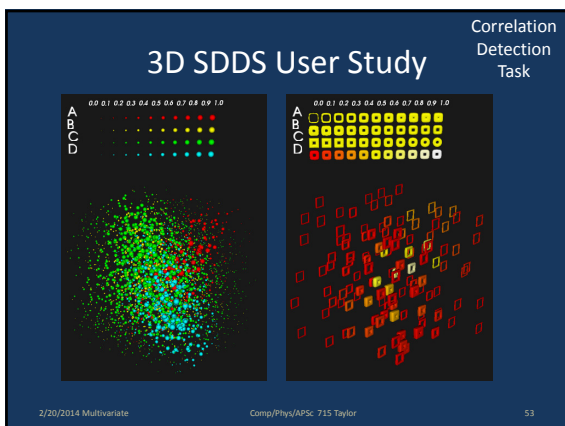 Correlation
Detection
Task
3D SDDS User Study
0.0 0.1 0.2 0.3 0.4 0.5 0.6 0.7 0.8 0.9 1.0
A
B
C
D
0.0 0.1 0.2 0.3 0.4 0.5 0.6 0.7 0.8 0.9 1.0
A
B
C
D
2/20/2014 Multivariate
Comp/Phys/APSc 715 Taylor
53